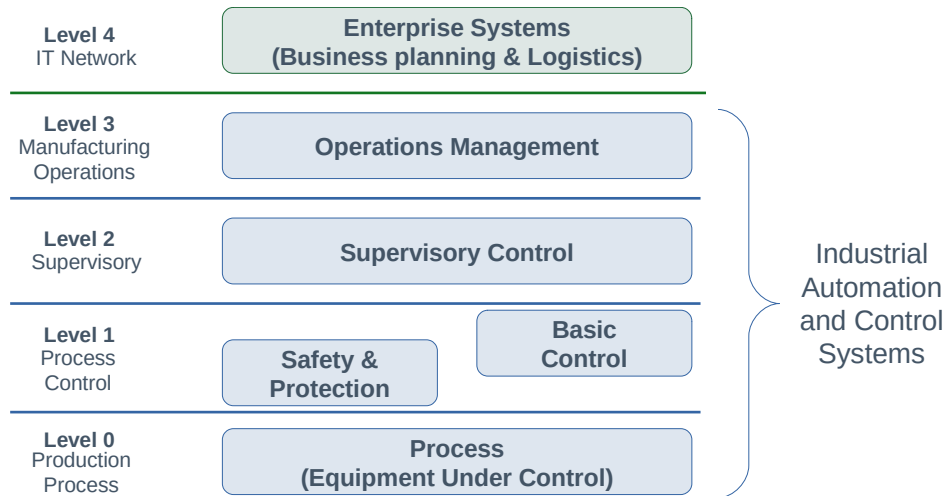 Level 4
IT Network
Enterprise Systems
(Business planning & Logistics)
Level 3
Manufacturing
Operations
Operations Management
Level 2
Supervisory
Supervisory Control
Level 1
Process
Control
Safety &
Protection
Basic
Control
Level 0
Production
Process
Process
(Equipment Under Control)
Industrial
Automation
and Control
Systems